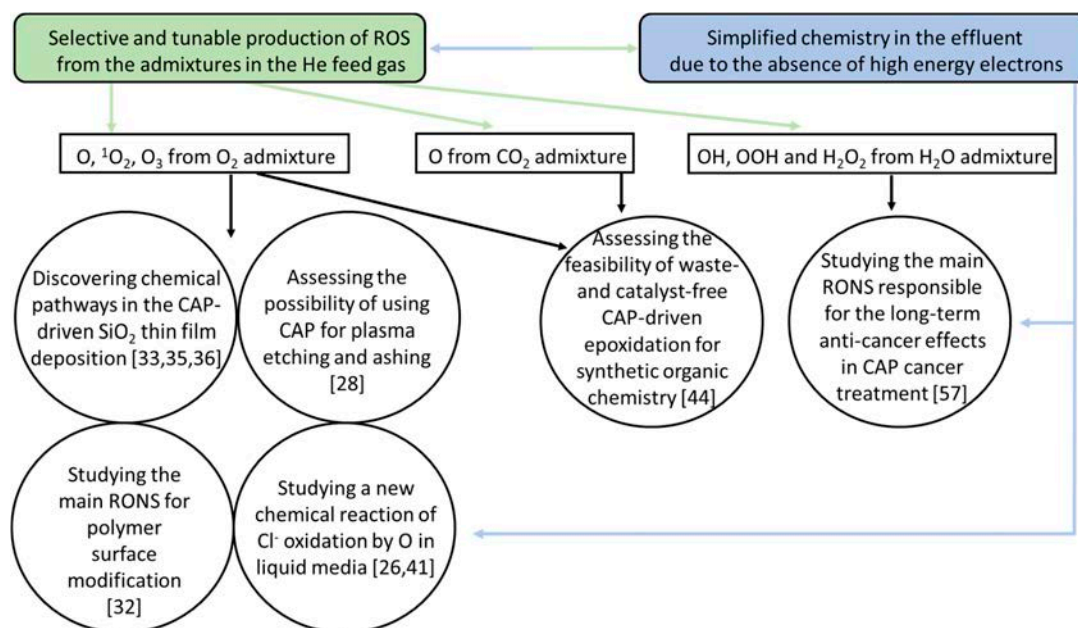 Selective and tunable production of ROS
from the admixtures in the He feed gas
Simplified chemistry in the effluent
due to the absence of high energy electrons
O, ¹O₂, O₃ from O₂ admixture
O from CO₂ admixture
OH, OOH and H₂O₂ from H₂O admixture
Discovering chemical
pathways in the CAP-
driven SiO₂ thin film
deposition [33,35,36]
Assessing the
possibility of using
CAP for plasma
etching and ashing
[28]
Assessing the
feasibility of waste-
and catalyst-free
CAP-driven
epoxidation for
synthetic organic
chemistry [44]
Studying the main
RONS responsible
for the long-term
anti-cancer effects
in CAP cancer
treatment [57]
Studying the
main RONS for
polymer
surface
modification
[32]
Studying a new
chemical reaction of
Cl⁻ oxidation by O in
liquid media [26,41]